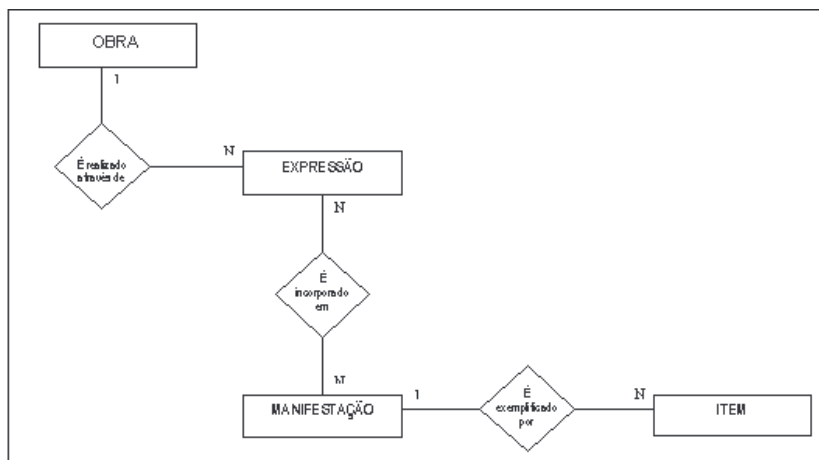 OBRA
1
É realizado
através de
N
EXPRESSÃO
N
É
incorporado
em
N
MANIFESTAÇÃO
1
É
exemplificado
por
N
ITEM